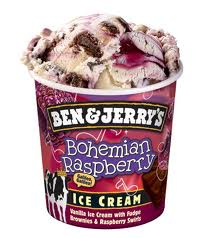 BEN & JERRY'S
Bohemian
Raspberry
ICE CREAM
Vanilla Ice Cream with Fudge
Brownies & Raspberry Swirls